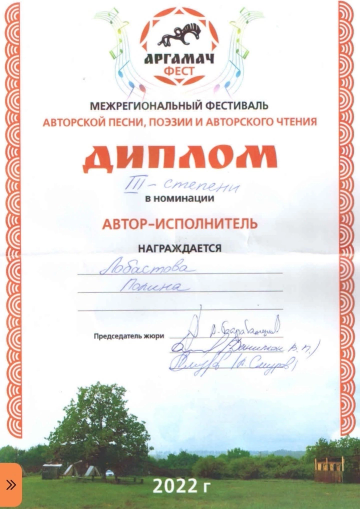 АРГАМАЧ
ФЕСТ
МЕЖРЕГИОНАЛЬНЫЙ ФЕСТИВАЛЬ
АВТОРСКОЙ ПЕСНИ, ПОЭЗИИ И АВТОРСКОГО ЧТЕНИЯ
ДИПЛОМ
III - степени
в номинации
АВТОР-ИСПОЛНИТЕЛЬ
НАГРАЖДАЕТСЯ
Лобастова
Полина
Председатель жюри
2022 г